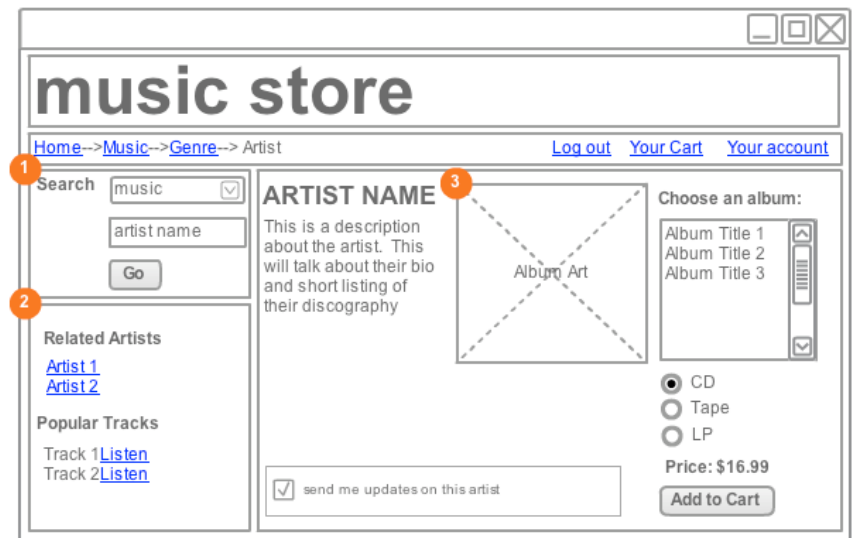 music store
Home-->Music-->Genre--> Artist
Log out Your Cart Your account
1
Search music
artist name
Go
2
Related Artists
Artist 1
Artist 2
Popular Tracks
Track 1Listen
Track 2Listen
ARTIST NAME
This is a description
about the artist. This
will talk about their bio
and short listing of
their discography
3
Album Art
Choose an album:
Album Title 1
Album Title 2
Album Title 3
CD
Tape
LP
Price: $16.99
Add to Cart
send me updates on this artist